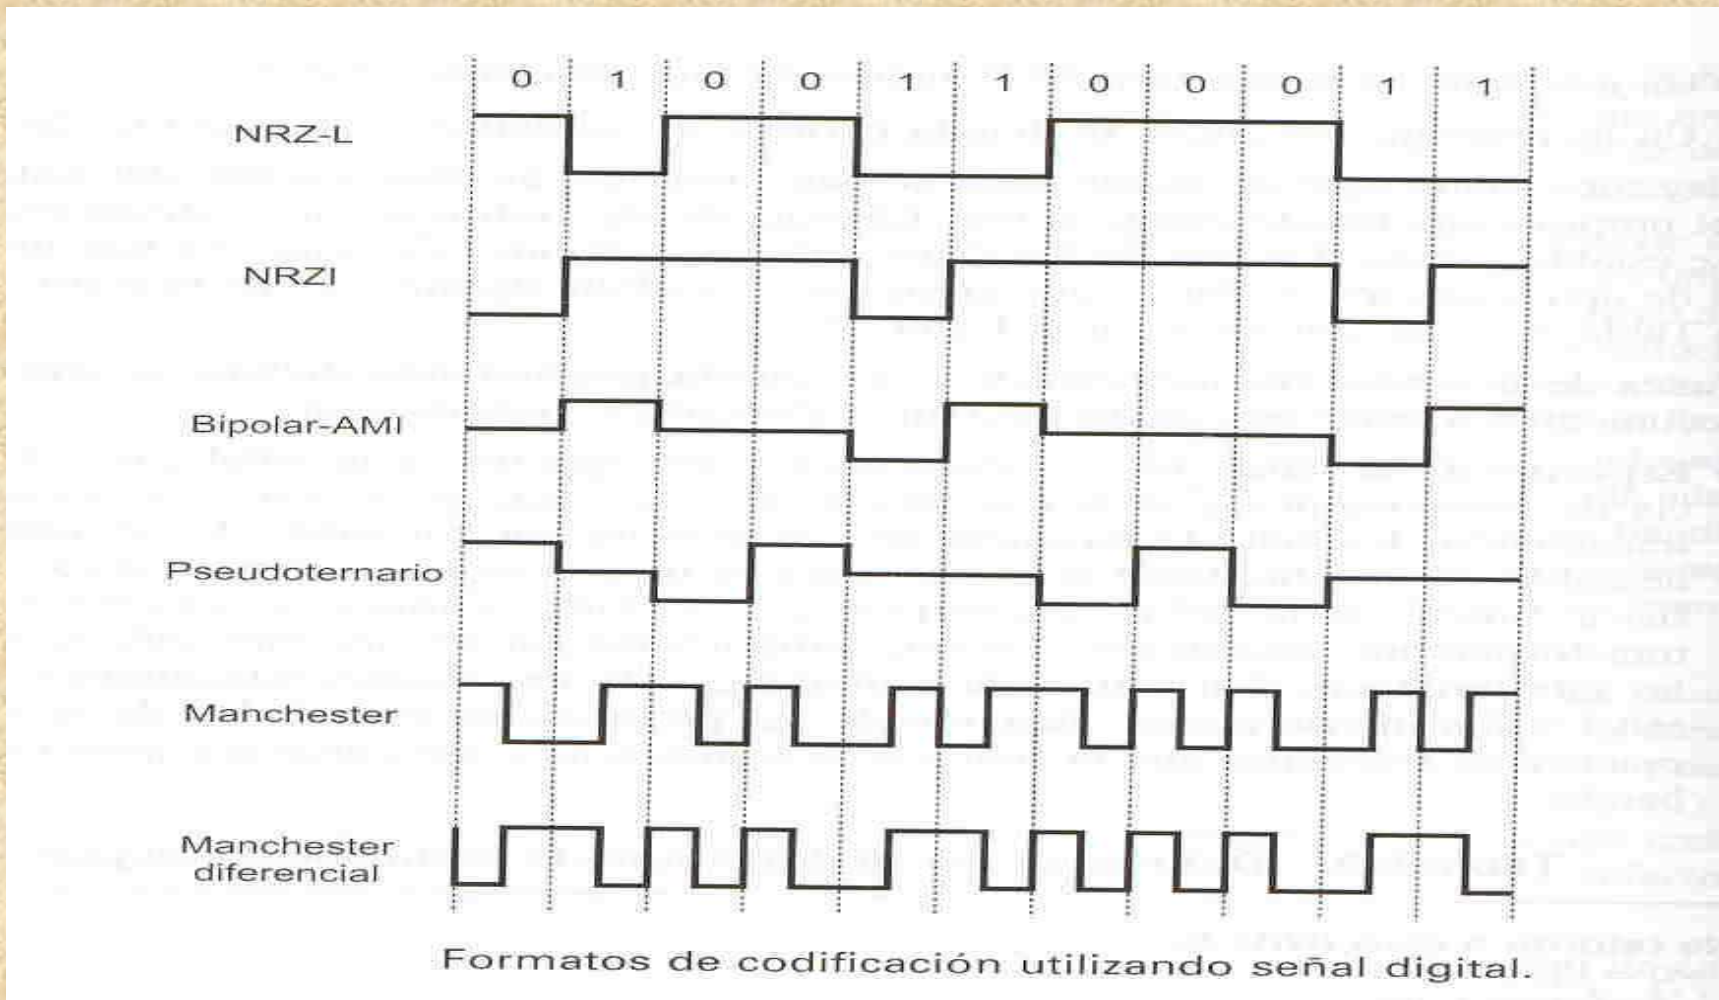 0 1 0 0 1 1 0 0 0 1 1
NRZ-L
NRZI
Bipolar-AMI
Pseudoternario
Manchester
Manchester
diferencial
Formatos de codificación utilizando señal digital.